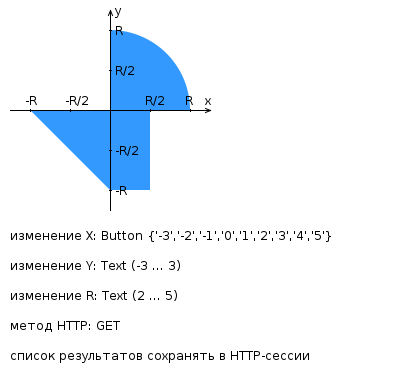 y
R
R/2
-R -R/2 R/2 R x
-R/2
-R
изменение X: Button {'-3','-2','-1','0','1','2','3','4','5'}
изменение Y: Text (-3 ... 3)
изменение R: Text (2 ... 5)
метод HTTP: GET
список результатов сохранять в HTTP-сессии